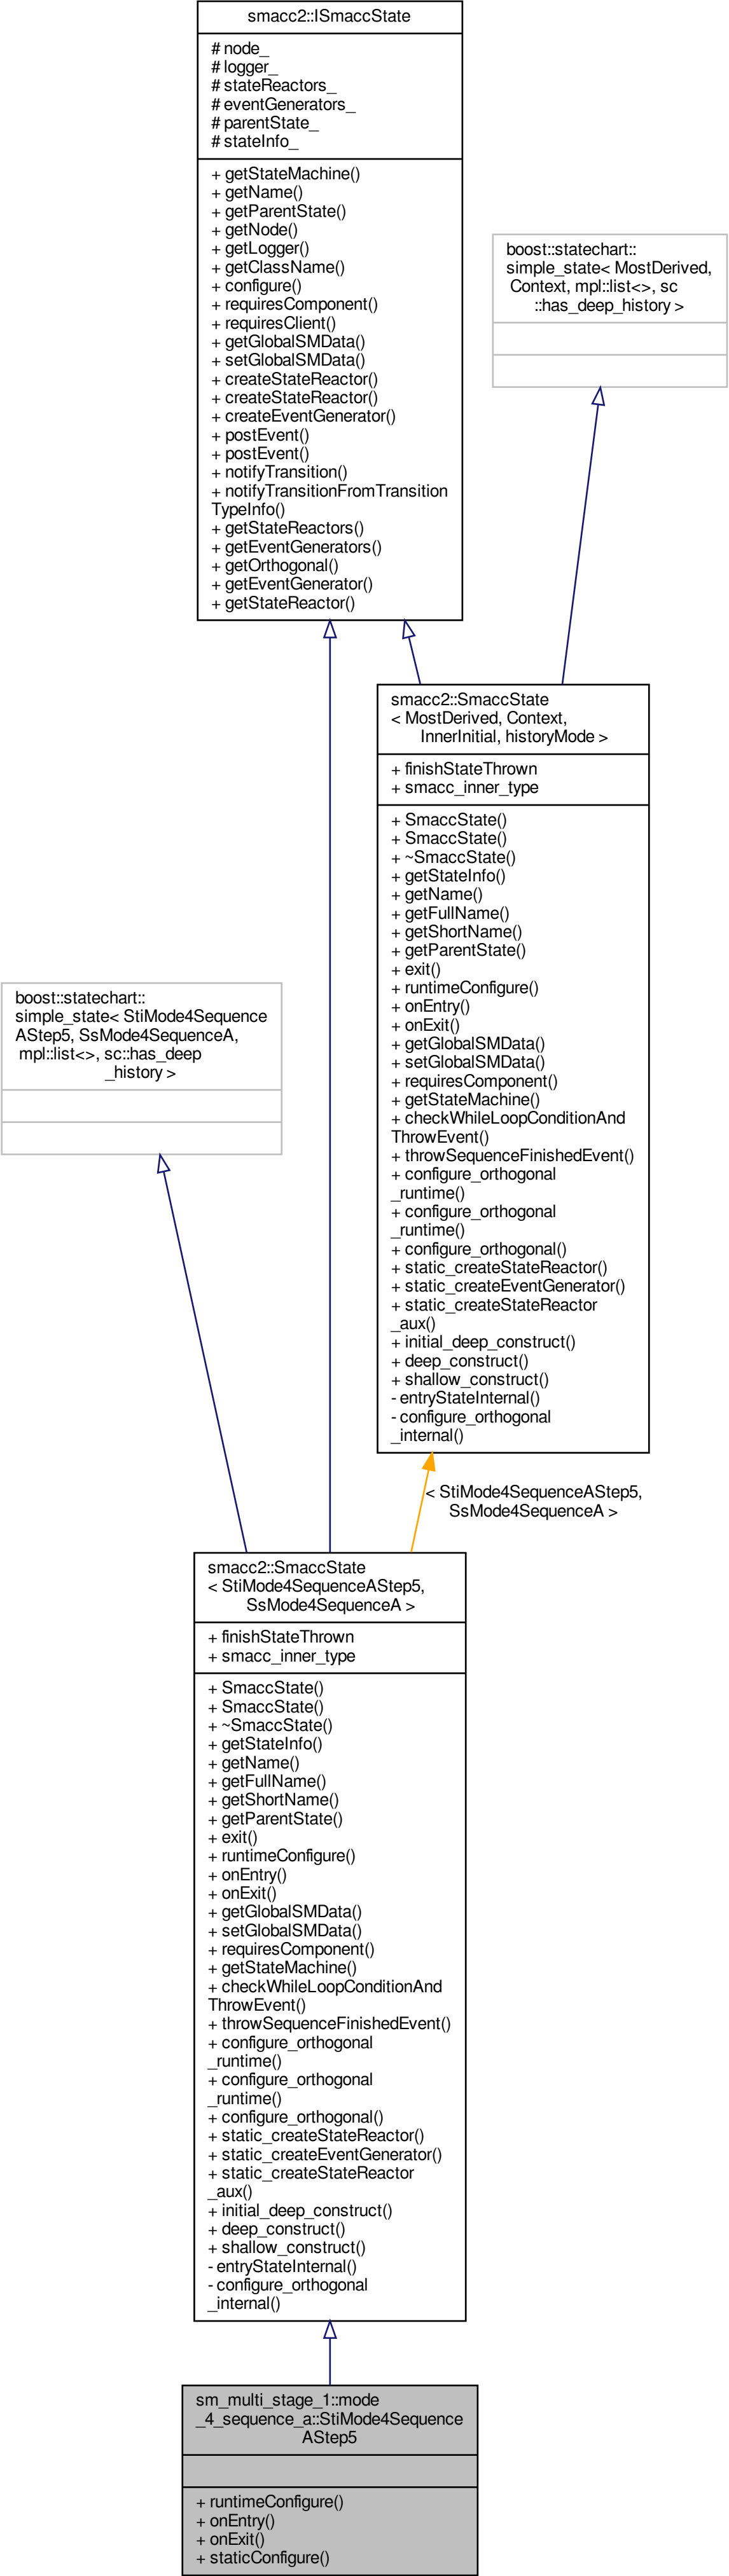 smacc2::ISmaccState
# node_
# logger_
# stateReactors_
# eventGenerators_
# parentState_
# stateInfo_
+ getStateMachine()
+ getName()
+ getParentState()
+ getNode()
+ getLogger()
+ getClassName()
+ configure()
+ requiresComponent()
+ requiresClient()
+ getGlobalSMData()
+ setGlobalSMData()
+ createStateReactor()
+ createStateReactor()
+ createEventGenerator()
+ postEvent()
+ postEvent()
+ notifyTransition()
+ notifyTransitionFromTransition
TypeInfo()
+ getStateReactors()
+ getEventGenerators()
+ getOrthogonal()
+ getEventGenerator()
+ getStateReactor()
boost::statechart::
simple_state< MostDerived,
Context, mpl::list<>, sc
::has_deep_history >
smacc2::SmaccState
< MostDerived, Context,
InnerInitial, historyMode >
+ finishStateThrown
+ smacc_inner_type
+ SmaccState()
+ SmaccState()
+ ~SmaccState()
+ getStateInfo()
+ getName()
+ getFullName()
+ getShortName()
+ getParentState()
+ exit()
+ runtimeConfigure()
+ onEntry()
+ onExit()
+ getGlobalSMData()
+ setGlobalSMData()
+ requiresComponent()
+ getStateMachine()
+ checkWhileLoopConditionAnd
ThrowEvent()
+ throwSequenceFinishedEvent()
+ configure_orthogonal
_runtime()
+ configure_orthogonal
_runtime()
+ configure_orthogonal()
+ static_createStateReactor()
+ static_createEventGenerator()
+ static_createStateReactor
_aux()
+ initial_deep_construct()
+ deep_construct()
+ shallow_construct()
- entryStateInternal()
- configure_orthogonal
_internal()
boost::statechart::
simple_state< StiMode4Sequence
AStep5, SsMode4SequenceA,
mpl::list<>, sc::has_deep
_history >
< StiMode4SequenceAStep5,
SsMode4SequenceA >
smacc2::SmaccState
< StiMode4SequenceAStep5,
SsMode4SequenceA >
+ finishStateThrown
+ smacc_inner_type
+ SmaccState()
+ SmaccState()
+ ~SmaccState()
+ getStateInfo()
+ getName()
+ getFullName()
+ getShortName()
+ getParentState()
+ exit()
+ runtimeConfigure()
+ onEntry()
+ onExit()
+ getGlobalSMData()
+ setGlobalSMData()
+ requiresComponent()
+ getStateMachine()
+ checkWhileLoopConditionAnd
ThrowEvent()
+ throwSequenceFinishedEvent()
+ configure_orthogonal
_runtime()
+ configure_orthogonal
_runtime()
+ configure_orthogonal()
+ static_createStateReactor()
+ static_createEventGenerator()
+ static_createStateReactor
_aux()
+ initial_deep_construct()
+ deep_construct()
+ shallow_construct()
- entryStateInternal()
- configure_orthogonal
_internal()
sm_multi_stage_1::mode
_4_sequence_a::StiMode4Sequence
AStep5
+ runtimeConfigure()
+ onEntry()
+ onExit()
+ staticConfigure()